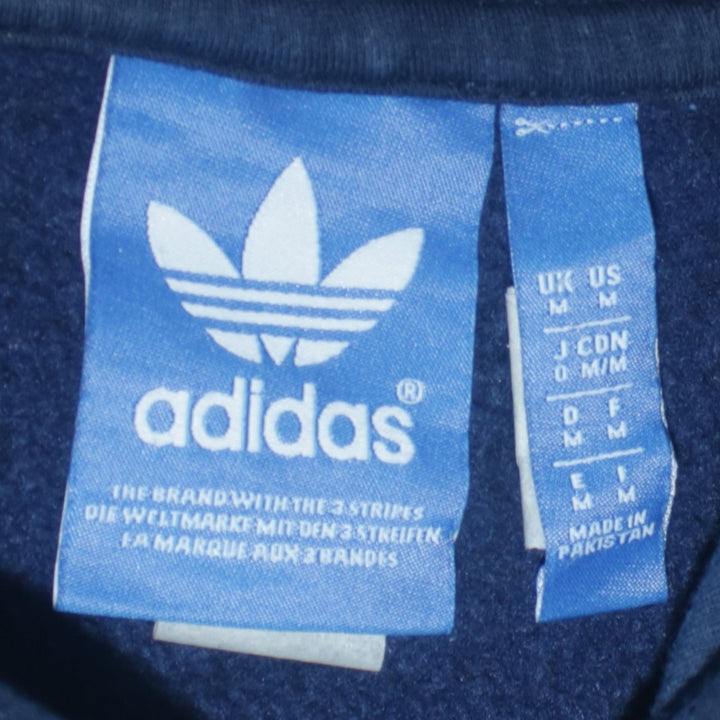 adidas®
THE BRAND WITH THE 3 STRIPES
DIE WELTMARKE MIT DEN 3 STREIFEN
LA MARQUE AUX 3 BANDES
UK US
M M
J CDN
O M/M
D F
M M
E I
M M
MADE IN
PAKISTAN